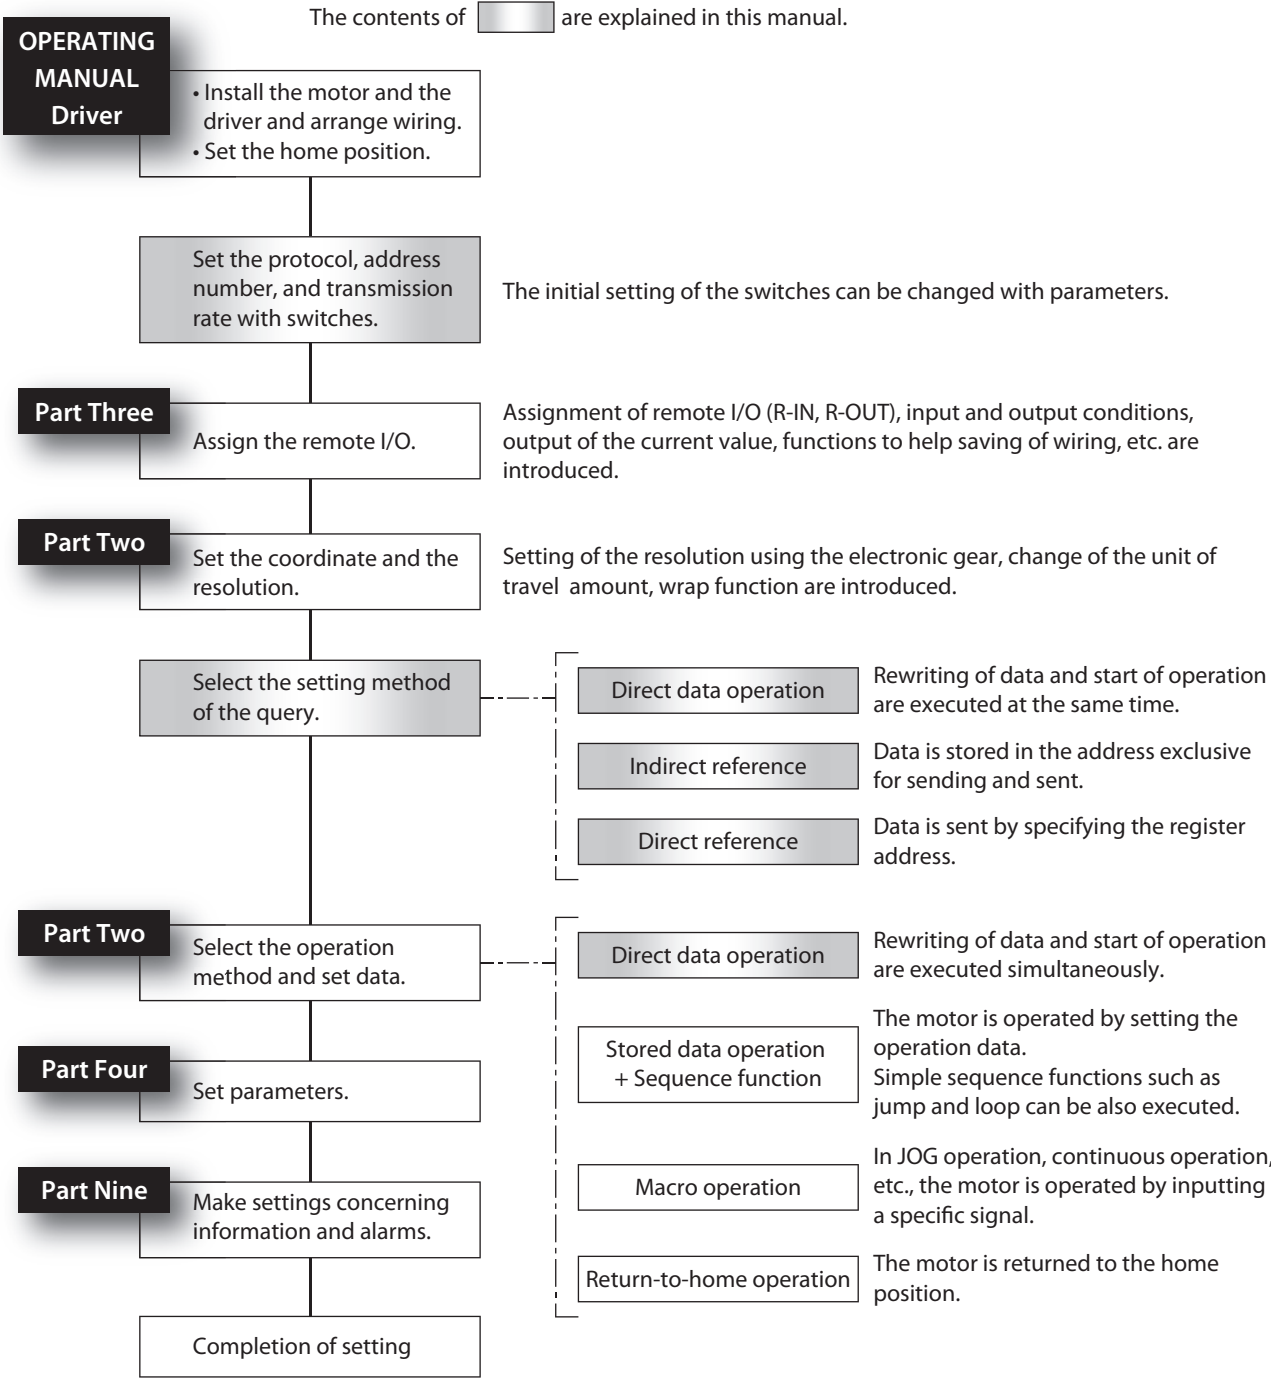 The contents of are explained in this manual.
OPERATING
MANUAL
Driver
• Install the motor and the
driver and arrange wiring.
• Set the home position.
Set the protocol, address
number, and transmission
rate with switches.
The initial setting of the switches can be changed with parameters.
Part Three
Assign the remote I/O.
Assignment of remote I/O (R-IN, R-OUT), input and output conditions,
output of the current value, functions to help saving of wiring, etc. are
introduced.
Part Two
Set the coordinate and the
resolution.
Setting of the resolution using the electronic gear, change of the unit of
travel amount, wrap function are introduced.
Select the setting method
of the query.
Direct data operation
Rewriting of data and start of operation
are executed at the same time.
Indirect reference
Data is stored in the address exclusive
for sending and sent.
Direct reference
Data is sent by specifying the register
address.
Part Two
Select the operation
method and set data.
Direct data operation
Rewriting of data and start of operation
are executed simultaneously.
Stored data operation
+ Sequence function
The motor is operated by setting the
operation data.
Simple sequence functions such as
jump and loop can be also executed.
Part Four
Set parameters.
Macro operation
In JOG operation, continuous operation,
etc., the motor is operated by inputting
a specific signal.
Part Nine
Make settings concerning
information and alarms.
Return-to-home operation
The motor is returned to the home
position.
Completion of setting